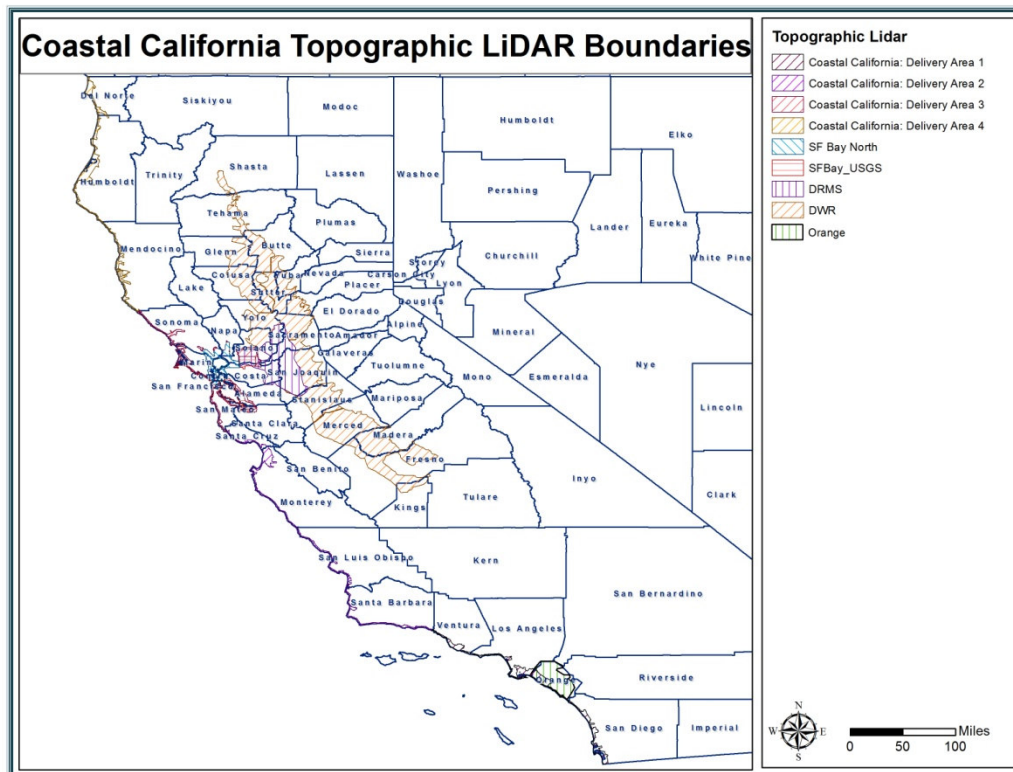 Coastal California Topographic LiDAR Boundaries
Topographic Lidar
Coastal California: Delivery Area 1
Coastal California: Delivery Area 2
Coastal California: Delivery Area 3
Coastal California: Delivery Area 4
SF Bay North
SFBay_USGS
DRMS
DWR
Orange
Del Norte
Siskiyou
Modoc
Humboldt
Elko
Humboldt
Trinity
Shasta
Lassen
Washoe
Pershing
Lander
Eureka
White Pine
Tehama
Plumas
Mendocino
Glenn
Butte
Sierra
Storey
Churchill
Colusa
Yuba
Nevada
Carson City
Lyon
Lake
Sutter
Placer
Douglas
Sonoma
Napa
Yolo
El Dorado
Alpine
Mineral
Nye
Solano
Sacramento
Amador
Marin
Calaveras
Contra Costa
San Joaquin
Tuolumne
Mono
Esmeralda
San Francisco
Alameda
Stanislaus
Mariposa
Lincoln
San Mateo
Santa Clara
Merced
Madera
Santa Cruz
San Benito
Fresno
Inyo
Monterey
Kings
Tulare
Clark
San Luis Obispo
Kern
San Bernardino
Santa Barbara
Ventura
Los Angeles
Orange
Riverside
San Diego
Imperial
N
W
E
S
Miles
0
50
100